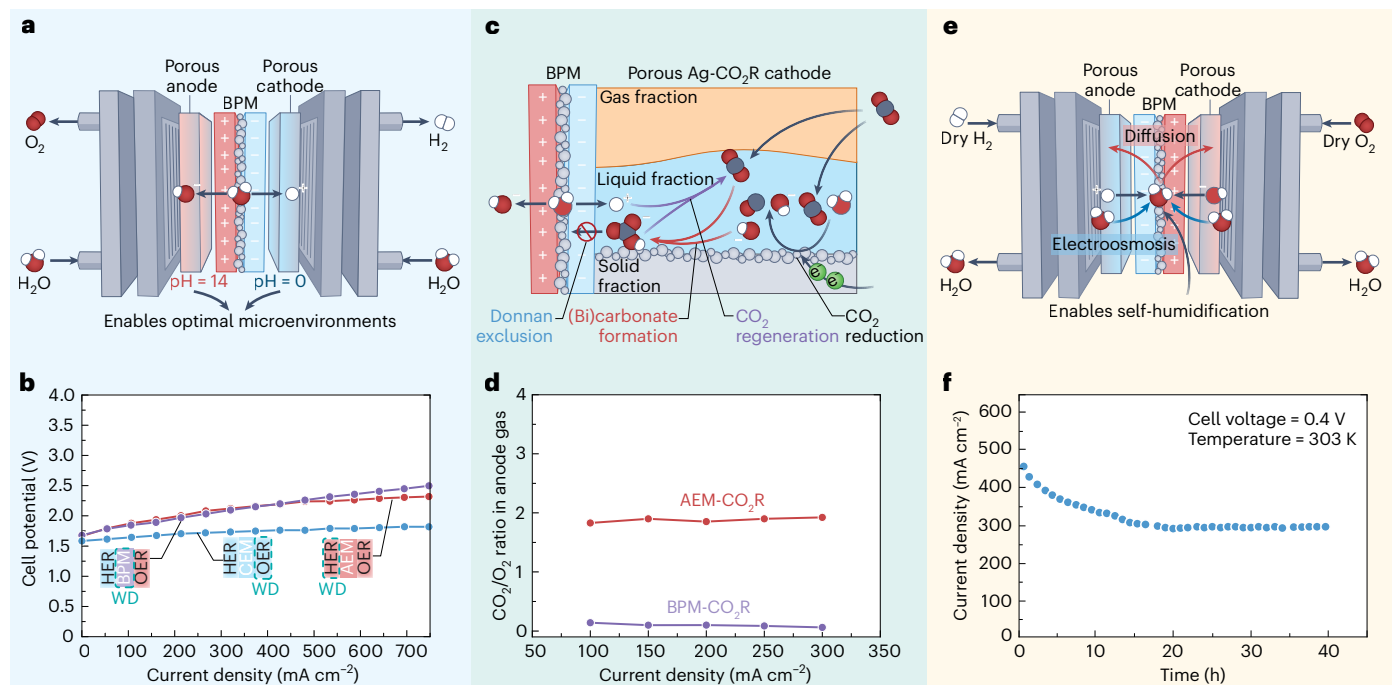 a
Porous
anode
Porous
cathode
BPM
O2
H2
+ + + + + +
− − − − − −
−
+
H2O
H2O
pH = 14
pH = 0
Enables optimal microenvironments
b
4.0
3.5
3.0
2.5
2.0
1.5
1.0
0.5
0
Cell potential (V)
HER
BPM
OER
WD
HER
CEM
OER
WD
HER
AEM
OER
WD
0 100 200 300 400 500 600 700
Current density (mA cm−2)
c
BPM
Porous Ag-CO2R cathode
Gas fraction
Liquid fraction
Solid
fraction
e−
e−
Donnan
exclusion
(Bi)carbonate
formation
CO2
regeneration
CO2
reduction
d
4
3
2
1
0
CO2/O2 ratio in anode gas
AEM-CO2R
BPM-CO2R
50 100 150 200 250 300 350
Current density (mA cm−2)
e
Porous
anode
Porous
cathode
BPM
Dry H2
Dry O2
Diffusion
Electroosmosis
H2O
H2O
Enables self-humidification
f
600
500
400
300
200
100
0
Current density (mA cm−2)
Cell voltage = 0.4 V
Temperature = 303 K
0 10 20 30 40
Time (h)